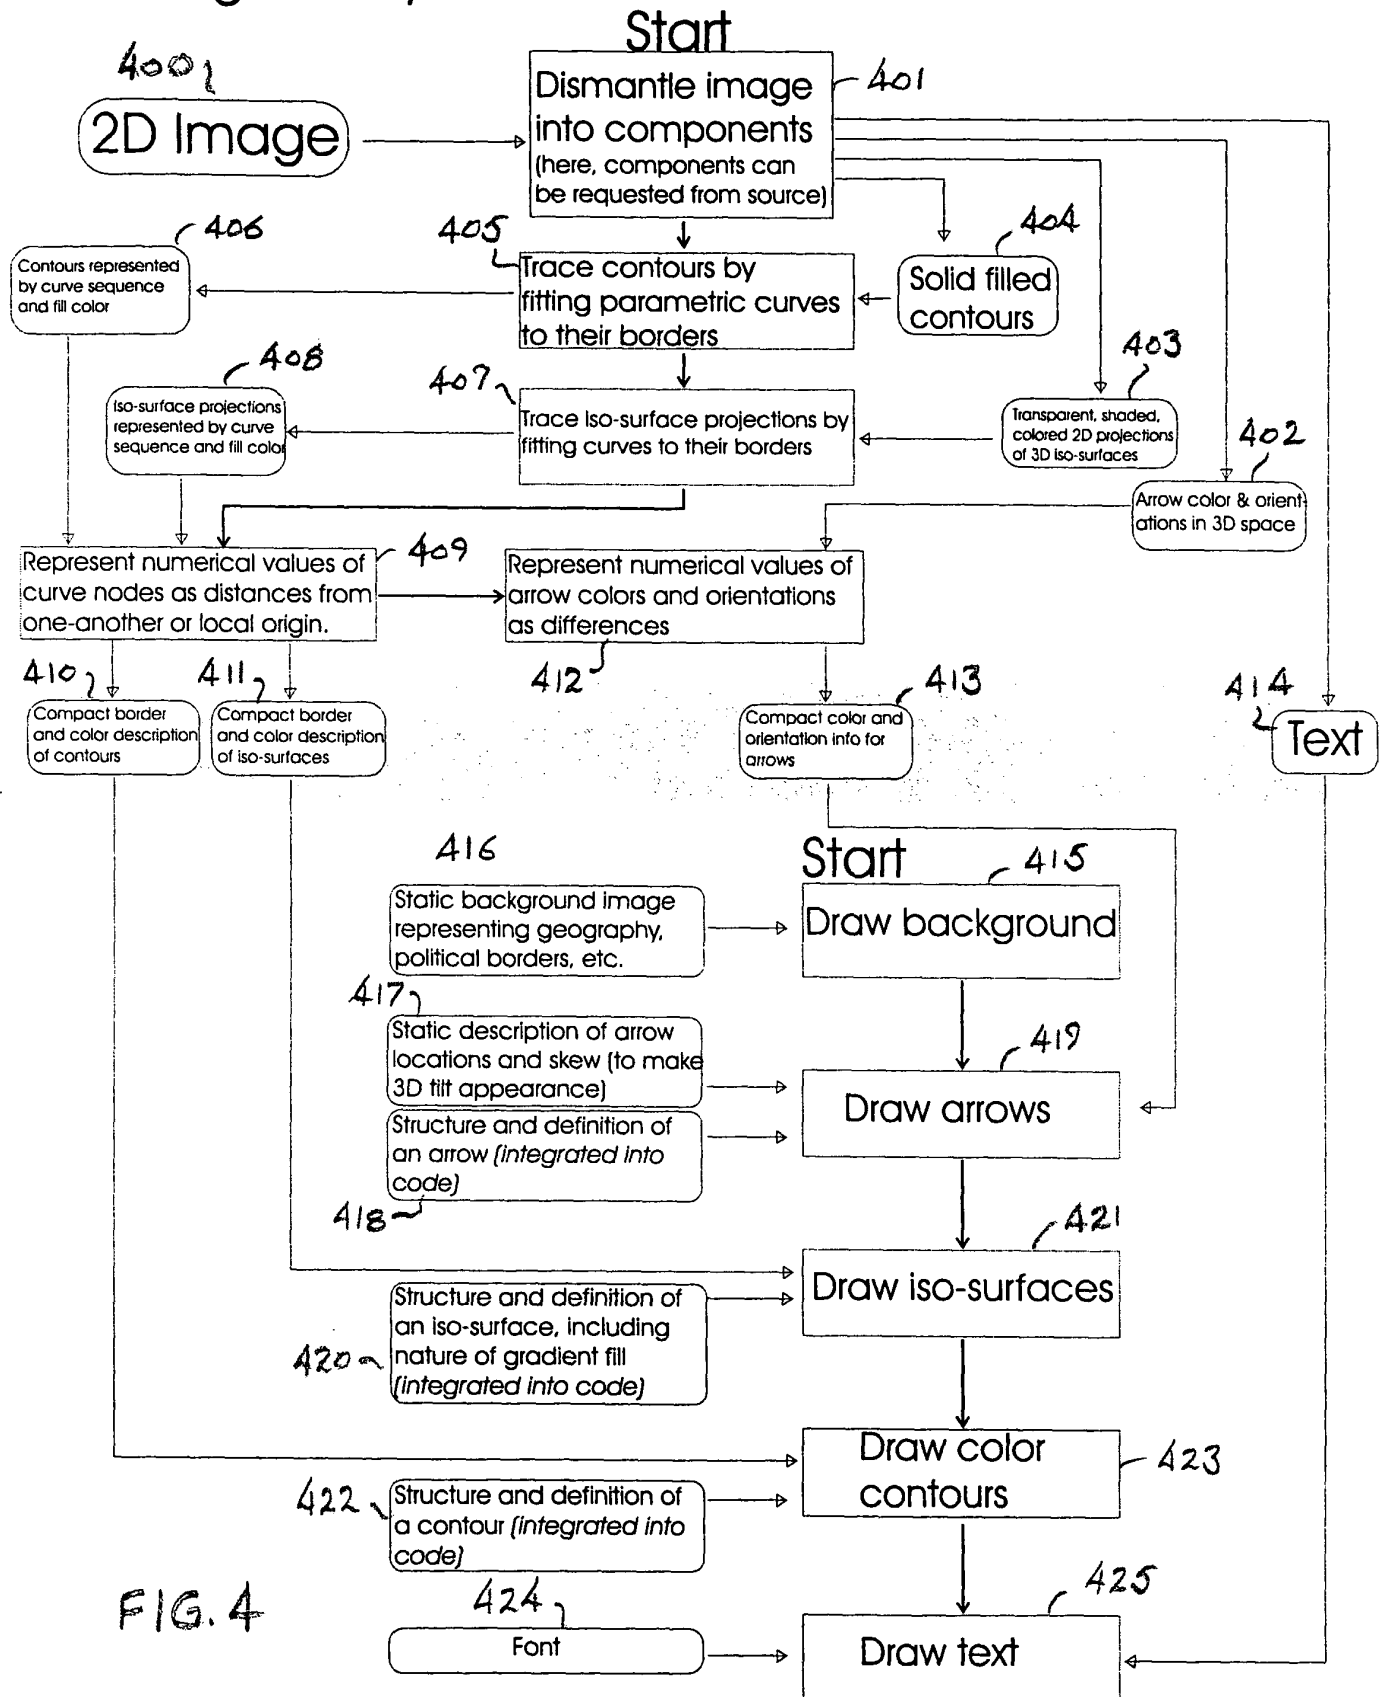 Start
400
401
2D Image
Dismantle image
into components
(here, components can
be requested from source)
406
405
404
Contours represented
by curve sequence
and fill color
Trace contours by
fitting parametric curves
to their borders
Solid filled
contours
408
407
403
Iso-surface projections
represented by curve
sequence and fill color
Trace iso-surface projections by
fitting curves to their borders
Transparent, shaded,
colored 2D projections
of 3D iso-surfaces
402
Arrow color & orient-
ations in 3D space
409
Represent numerical values of
curve nodes as distances from
one-another or local origin.
Represent numerical values of
arrow colors and orientations
as differences
410
411
412
413
414
Compact border
and color description
of contours
Compact border
and color description
of iso-surfaces
Compact color and
orientation info for
arrows
Text
416
Start
415
Static background image
representing geography,
political borders, etc.
Draw background
417
Static description of arrow
locations and skew (to make
3D tilt appearance)
419
Draw arrows
Structure and definition of
an arrow (integrated into
code)
418
421
Draw iso-surfaces
Structure and definition of
an iso-surface, including
nature of gradient fill
(integrated into code)
420
Draw color
contours
423
422
Structure and definition of
a contour (integrated into
code)
FIG. 4
424
425
Font
Draw text